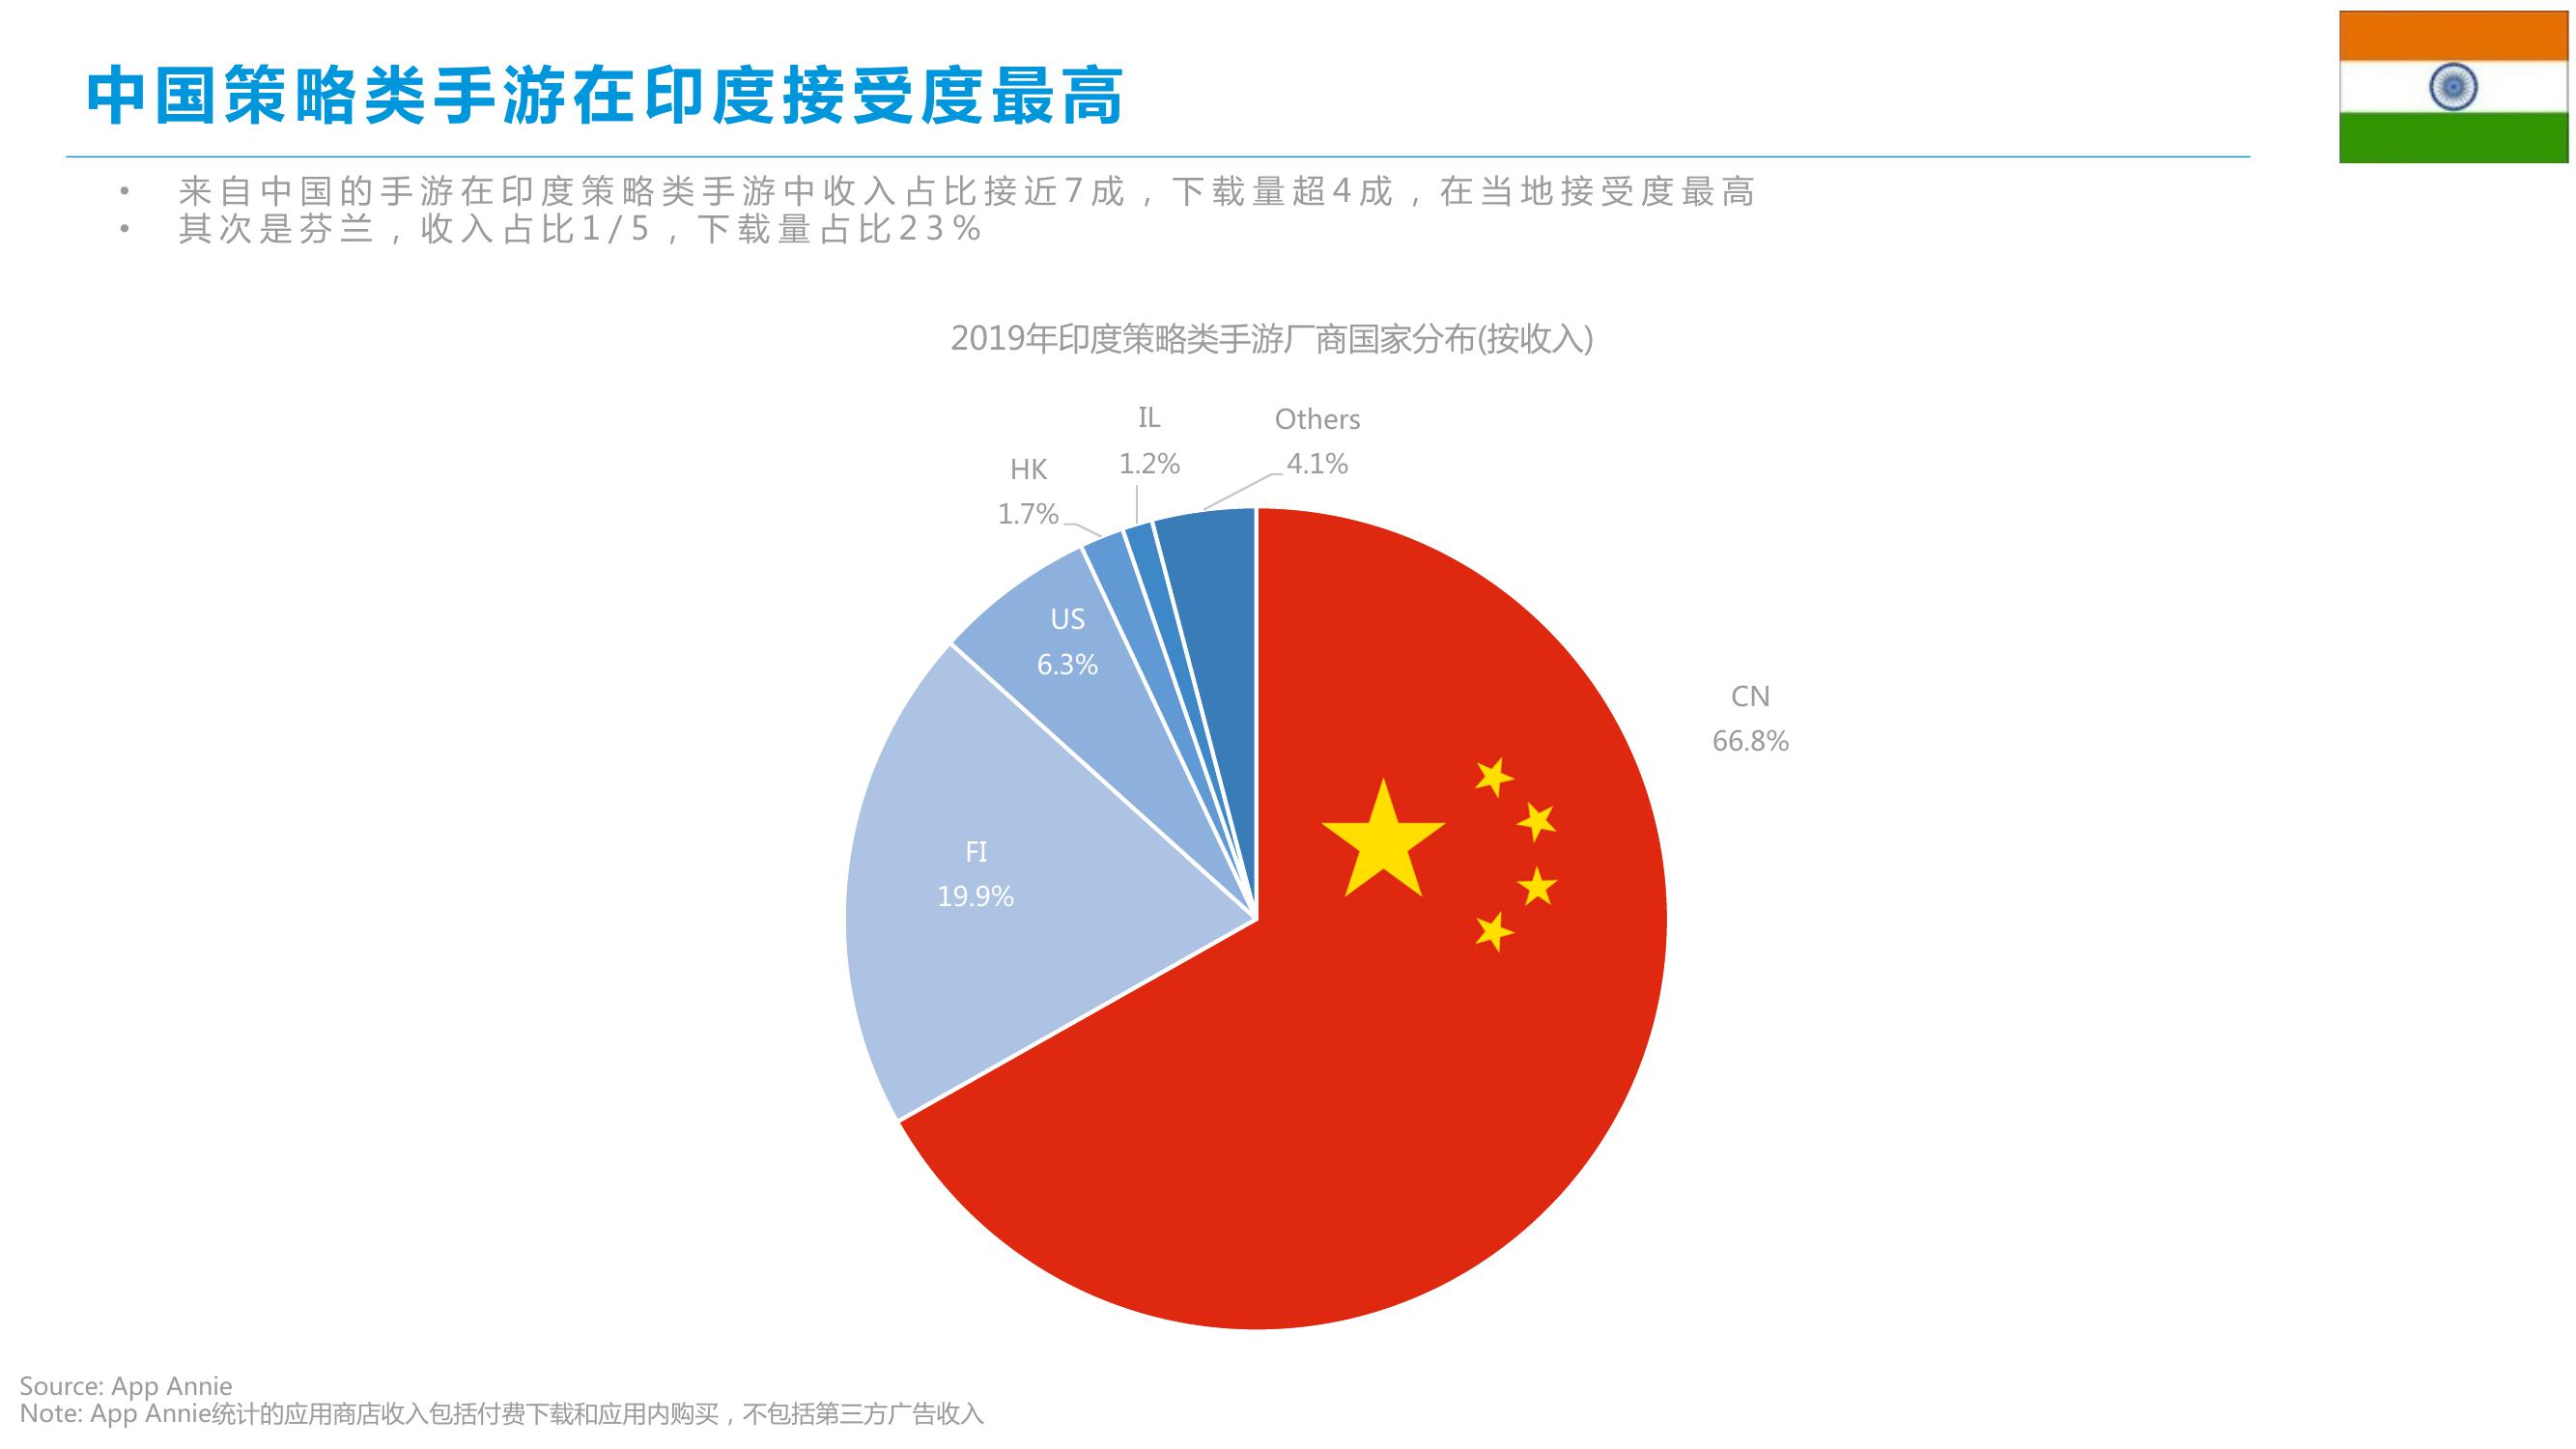 中国策略类手游在印度接受度最高
• 来自中国的手游在印度策略类手游中收入占比接近7成，下载量超4成，在当地接受度最高
• 其次是芬兰，收入占比1/5，下载量占比23%
2019年印度策略类手游厂商国家分布(按收入)
IL
1.2%
Others
4.1%
HK
1.7%
US
6.3%
CN
66.8%
FI
19.9%
Source: App Annie
Note: App Annie统计的应用商店收入包括付费下载和应用内购买，不包括第三方广告收入